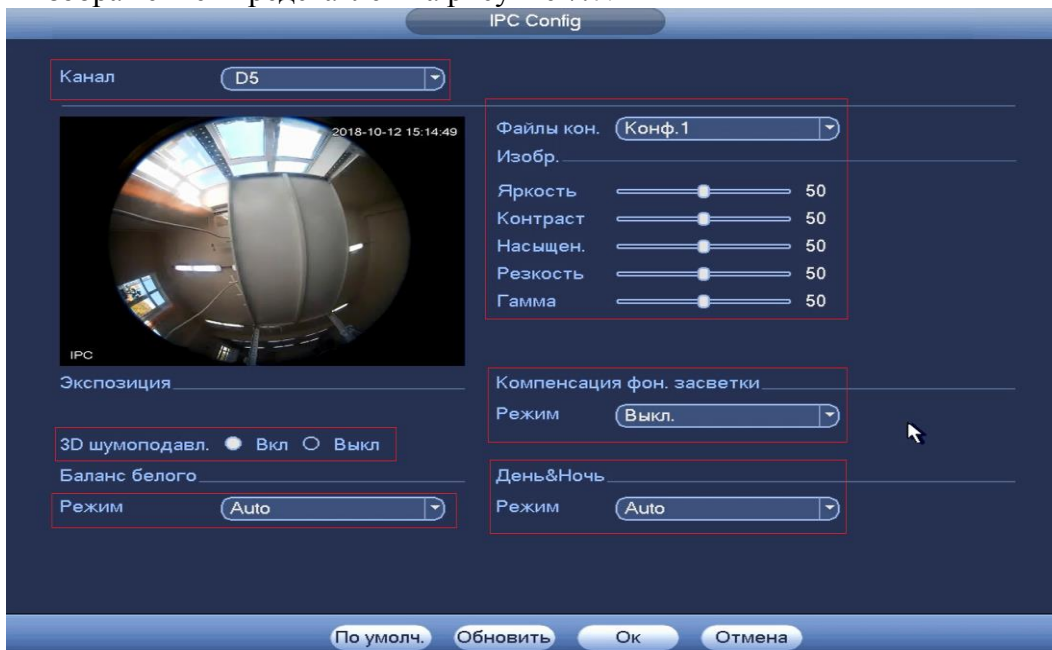 IPC Config
Канал D5
2018-10-12 15:14:49
IPC
Файлы кон. Конф.1
Изобр.
Яркость 50
Контраст 50
Насыщен. 50
Резкость 50
Гамма 50
Экспозиция
3D шумоподавл. Вкл Выкл
Баланс белого
Режим Auto
Компенсация фон. засветки
Режим Выкл.
День&Ночь
Режим Auto
По умолч. Обновить Ок Отмена